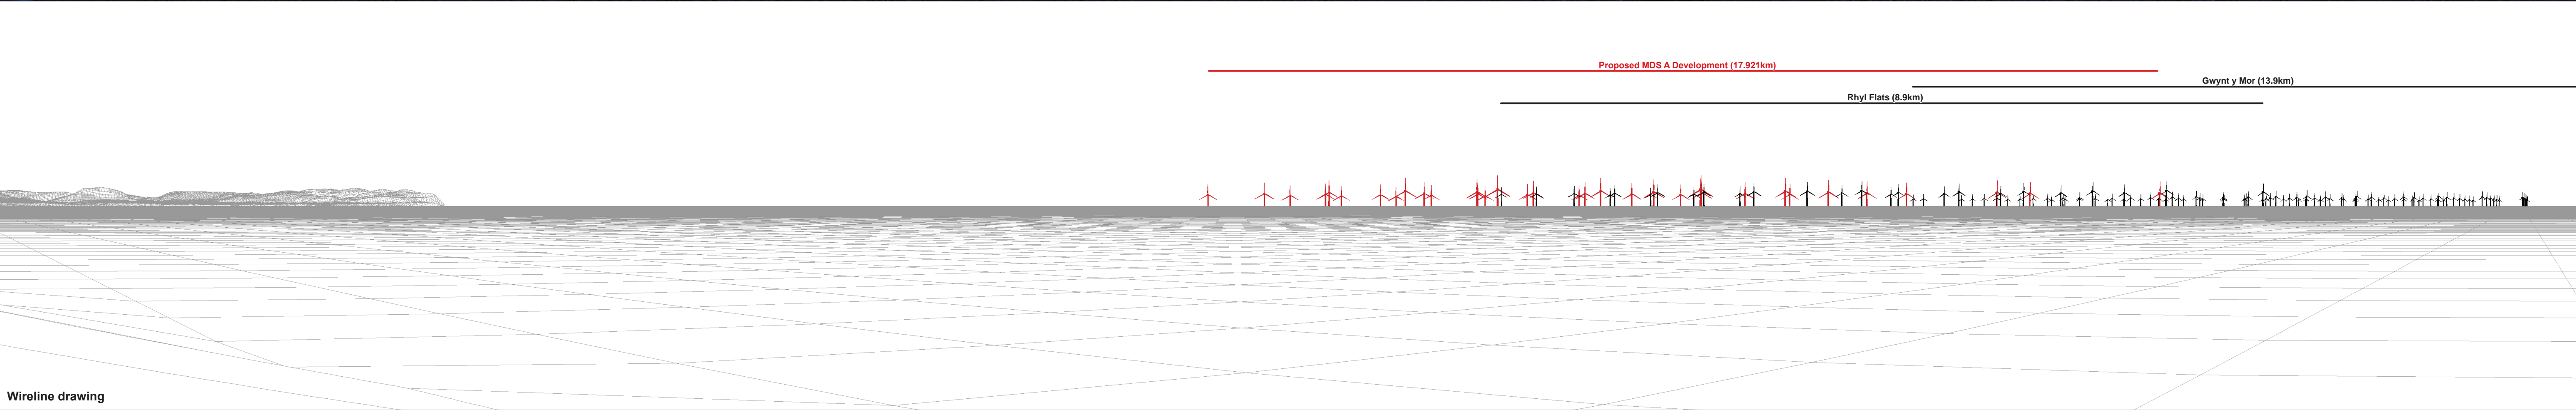 Proposed MDS A Development (17.921km)
Gwynt y Mor (13.9km)
Rhyl Flats (8.9km)
Wireline drawing